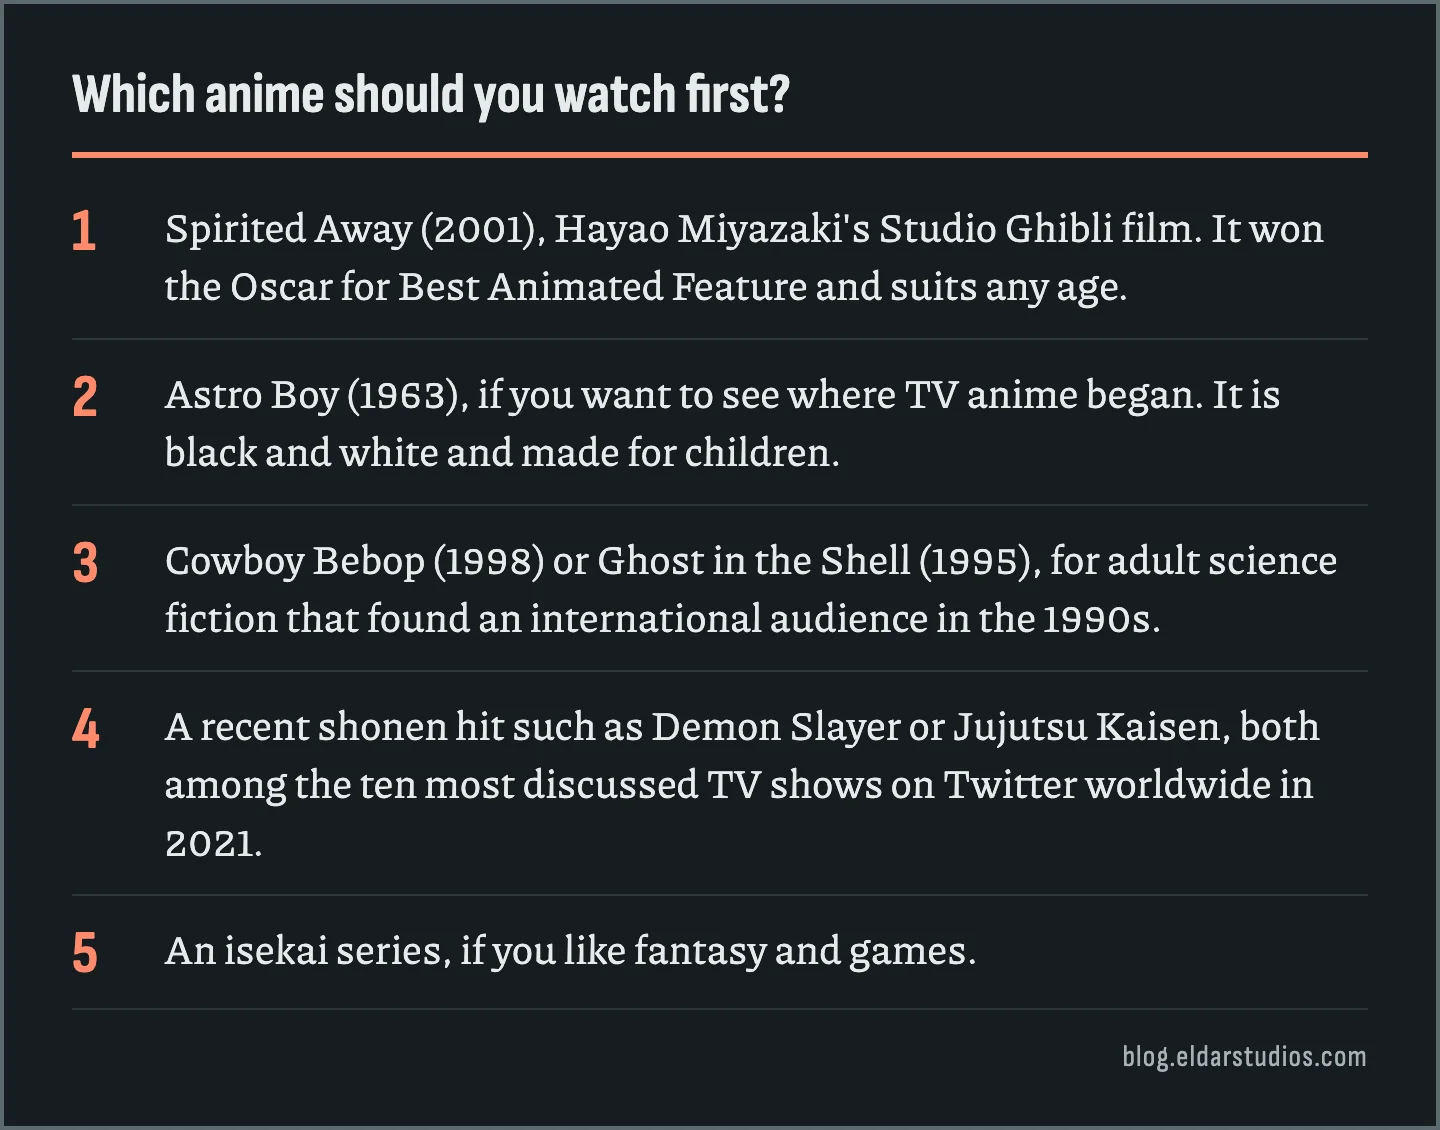 Which anime should you watch first?
1
Spirited Away (2001), Hayao Miyazaki's Studio Ghibli film. It won
the Oscar for Best Animated Feature and suits any age.
2
Astro Boy (1963), if you want to see where TV anime began. It is
black and white and made for children.
3
Cowboy Bebop (1998) or Ghost in the Shell (1995), for adult science
fiction that found an international audience in the 1990s.
4
A recent shonen hit such as Demon Slayer or Jujutsu Kaisen, both
among the ten most discussed TV shows on Twitter worldwide in
2021.
5
An isekai series, if you like fantasy and games.
blog.eldarstudios.com